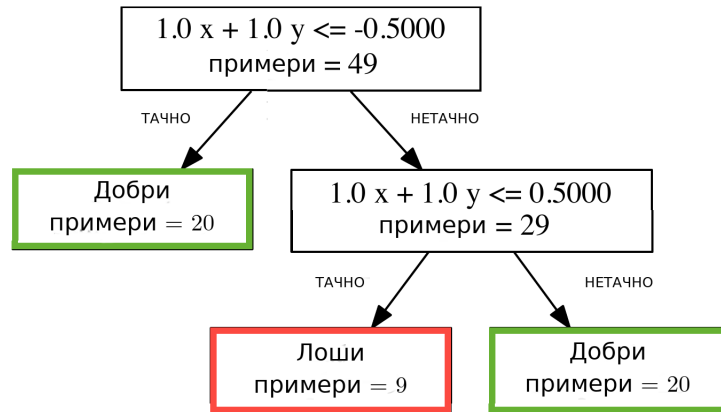 1.0 x + 1.0 y <= -0.5000
примери = 49
ТАЧНО
НЕТАЧНО
Добри
примери = 20
1.0 x + 1.0 y <= 0.5000
примери = 29
ТАЧНО
НЕТАЧНО
Лоши
примери = 9
Добри
примери = 20